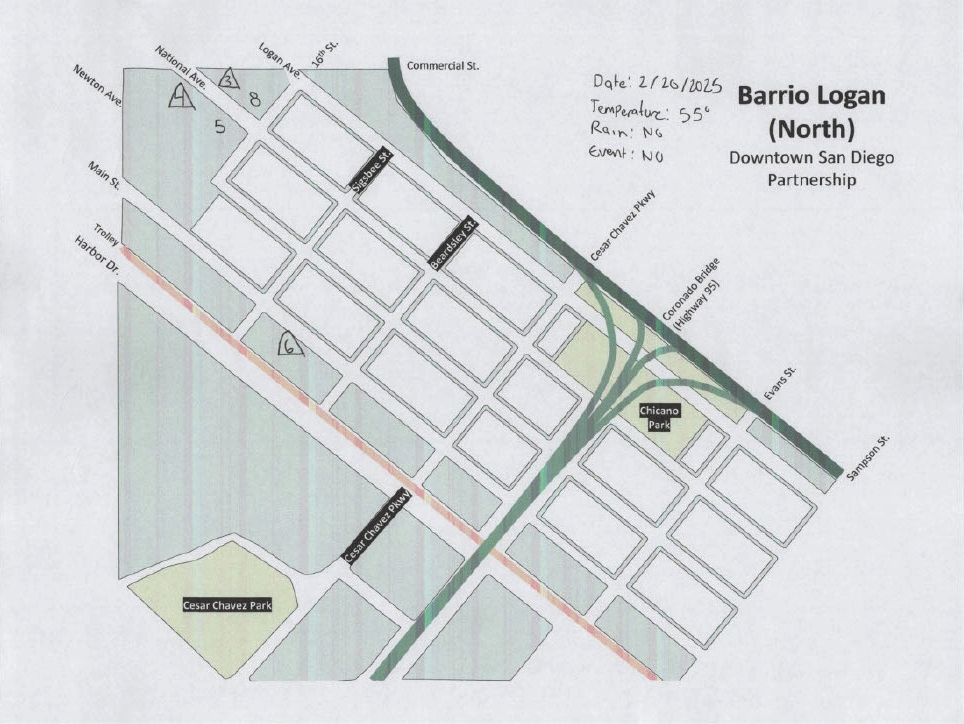 Barrio Logan
(North)
Downtown San Diego
Partnership
Date: 2/26/2025
Temperature: 55°
Rain: NO
Event: NO
Commercial St.
16th St.
Logan Ave.
National Ave.
Newton Ave.
Main St.
Trolley
Harbor Dr.
3
8
4
5
6
Sigsbee St.
Beardsley St.
Cesar Chavez Pkwy
Coronado Bridge
(Highway 95)
Evans St.
Sampson St.
Chicano
Park
Cesar Chavez Pkwy
Cesar Chavez Park